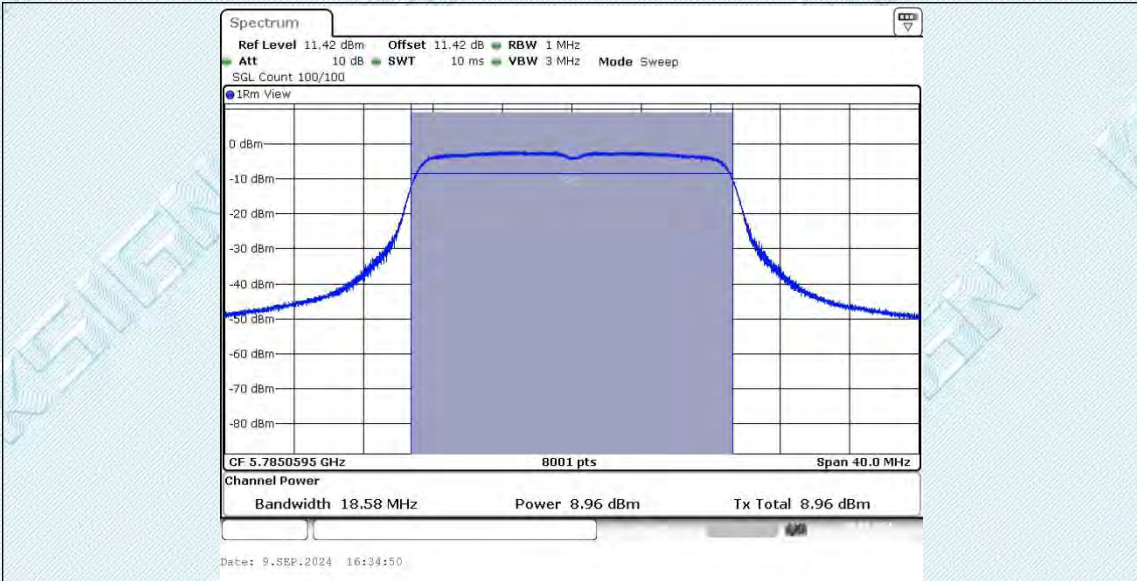 Spectrum
Ref Level 11.42 dBm Offset 11.42 dB RBW 1 MHz
Att 10 dB SWT 10 ms VBW 3 MHz Mode Sweep
SGL Count 100/100
1Rm View
0 dBm
-10 dBm
-20 dBm
-30 dBm
-40 dBm
-50 dBm
-60 dBm
-70 dBm
-80 dBm
CF 5.7850595 GHz 8001 pts Span 40.0 MHz
Channel Power
Bandwidth 18.58 MHz Power 8.96 dBm Tx Total 8.96 dBm
Date: 9.SEP.2024 16:34:50
KSIGN